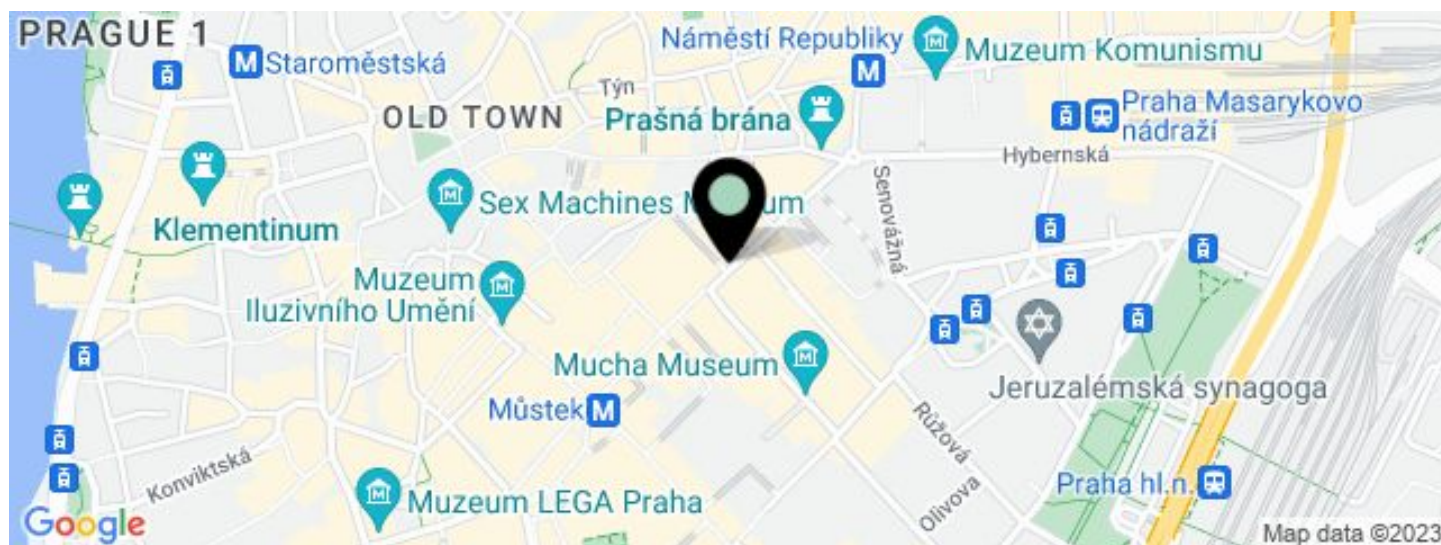 PRAGUE 1
Staroměstská
Náměstí Republiky
Muzeum Komunismu
Týn
OLD TOWN
Prašná brána
Praha Masarykovo
nádraží
Hybernská
Senovážná
Sex Machines
Klementinum
Muzeum
Iluzivního Umění
Mucha Museum
Jeruzalémská synagoga
Můstek
Růžová
Konviktská
Muzeum LEGA Praha
Olivova
Praha hl.n.
Google
Map data ©2023